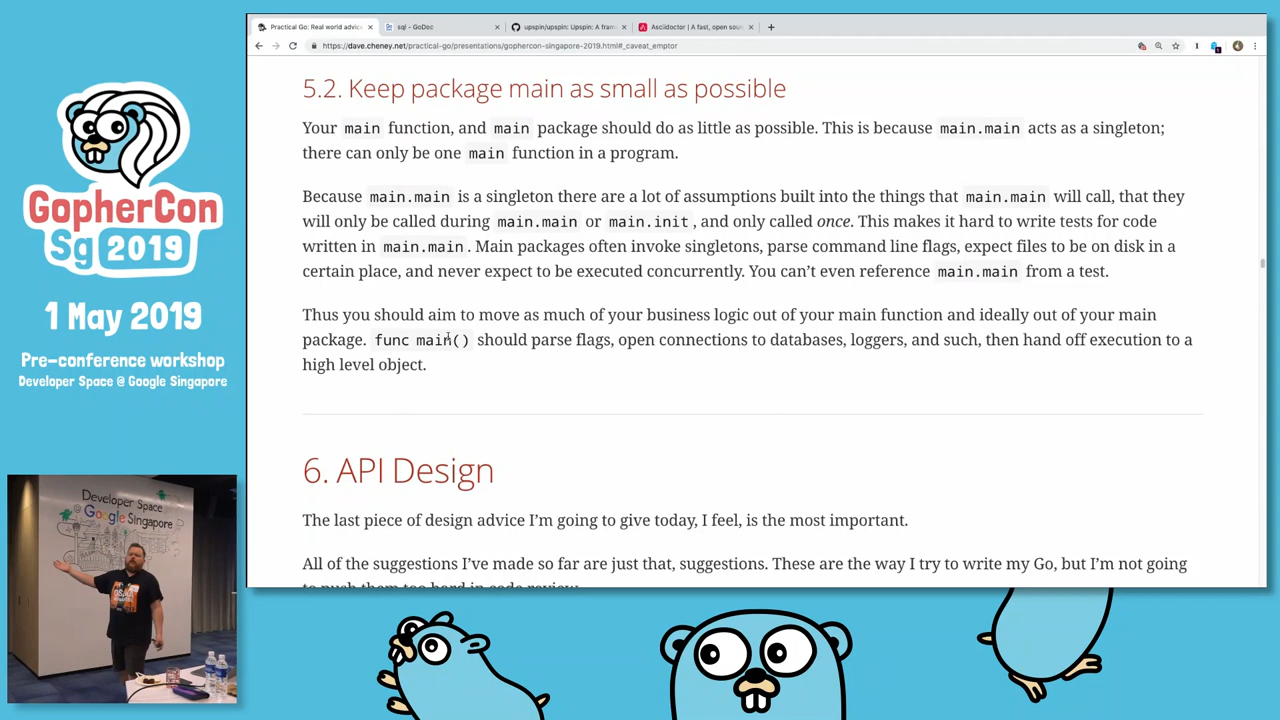 GopherCon
Sg 2019
1 May 2019
Pre-conference workshop
Developer Space @ Google Singapore
Practical Go: Real world advice
sql - GoDoc
upspin/upspin: Upspin: A fram
Asciidoctor | A fast, open sou
https://dave.cheney.net/practical-go/presentations/gophercon-singapore-2019.html#_caveat_emptor
5.2. Keep package main as small as possible
Your main function, and main package should do as little as possible. This is because main.main acts as a singleton;
there can only be one main function in a program.
Because main.main is a singleton there are a lot of assumptions built into the things that main.main will call, that they
will only be called during main.main or main.init, and only called once. This makes it hard to write tests for code
written in main.main. Main packages often invoke singletons, parse command line flags, expect files to be on disk in a
certain place, and never expect to be executed concurrently. You can’t even reference main.main from a test.
Thus you should aim to move as much of your business logic out of your main function and ideally out of your main
package. func main() should parse flags, open connections to databases, loggers, and such, then hand off execution to a
high level object.
6. API Design
The last piece of design advice I’m going to give today, I feel, is the most important.
All of the suggestions I’ve made so far are just that, suggestions. These are the way I try to write my Go, but I’m not going
to push them too hard in code review.
Developer Space
@ Google
Singapore